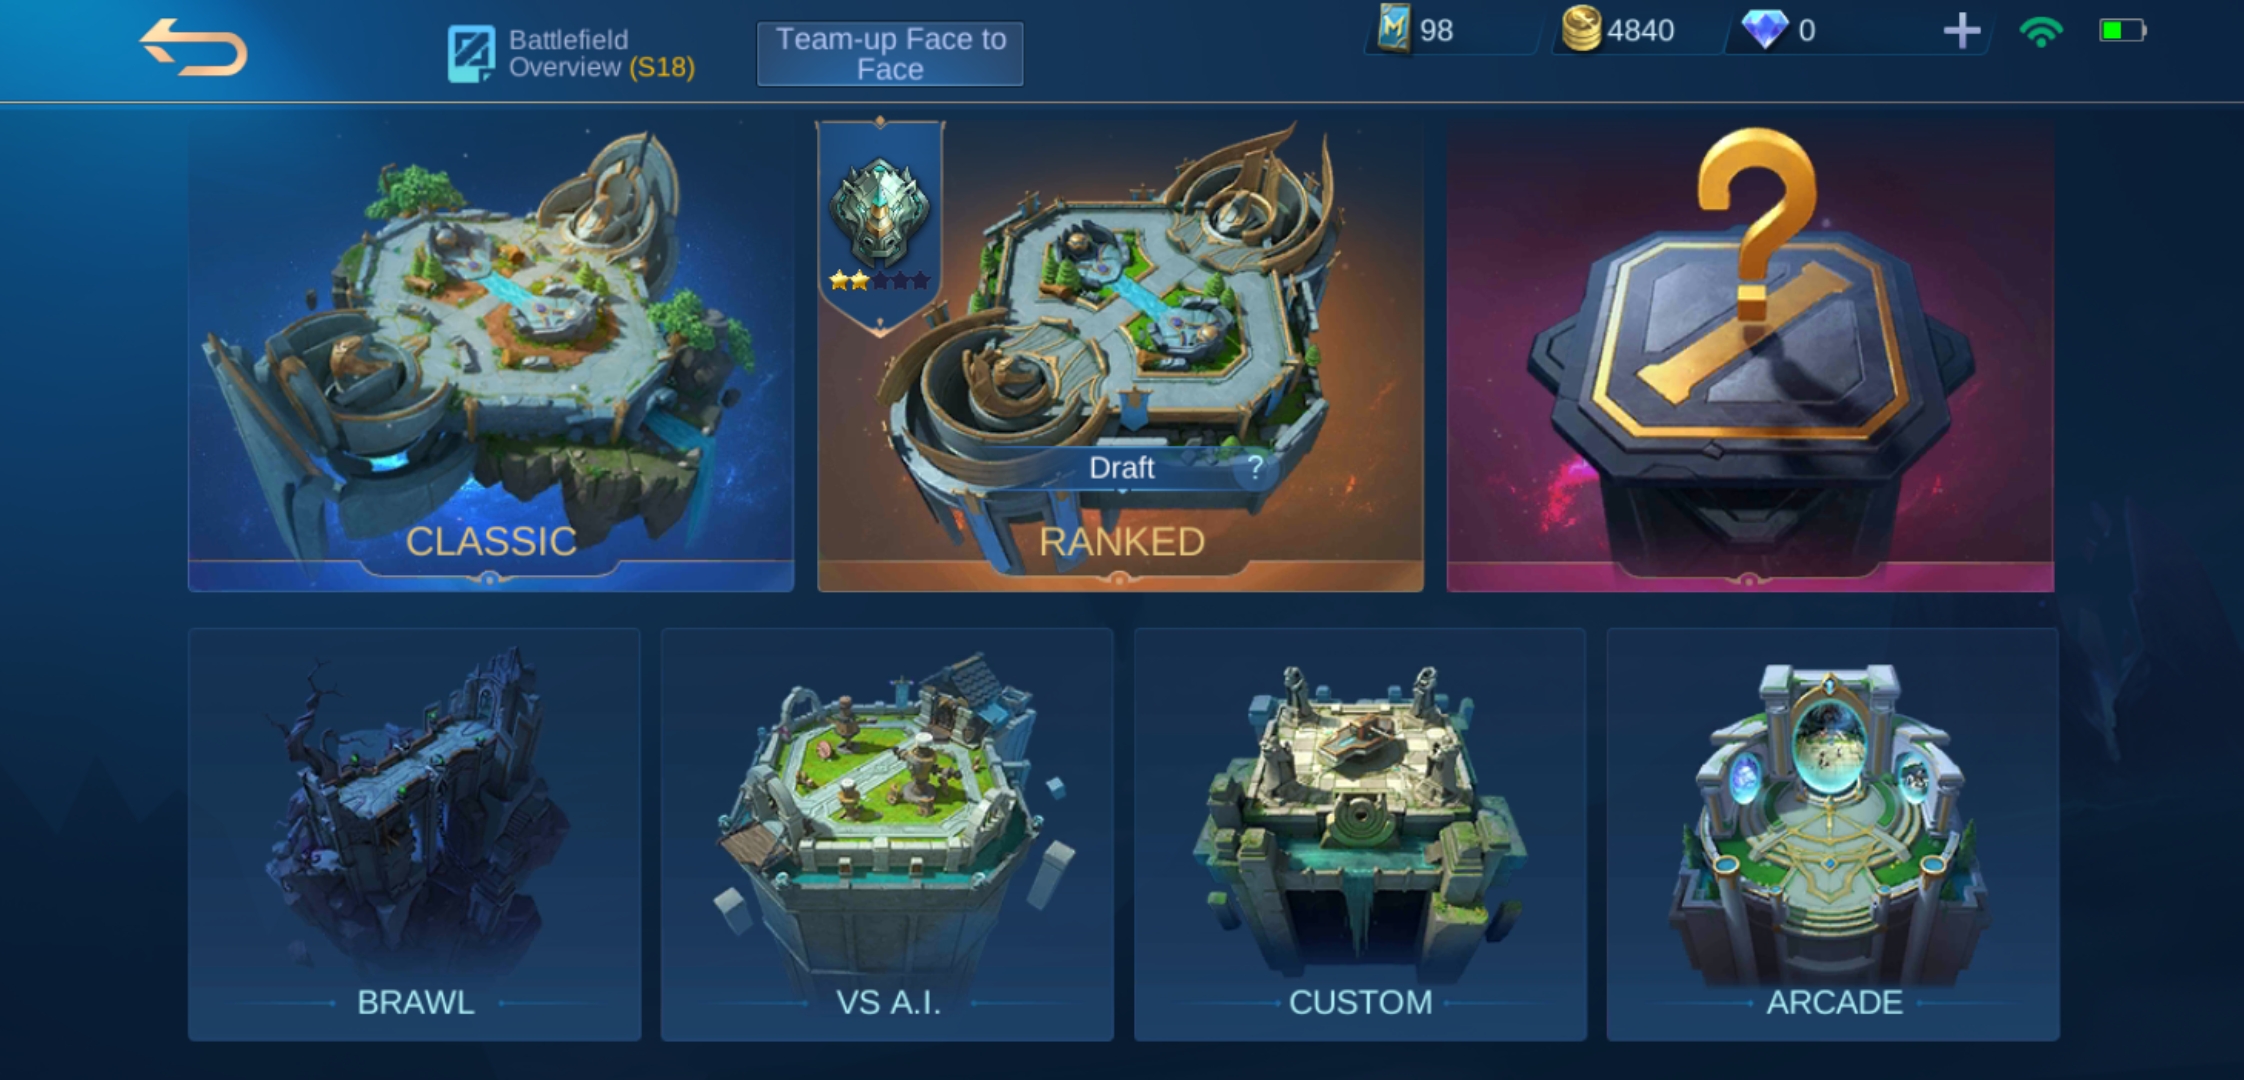 Battlefield
Overview (S18)
Team-up Face to
Face
M
98
4840
0
Draft
?
CLASSIC
RANKED
?
BRAWL
VS A.I.
CUSTOM
ARCADE